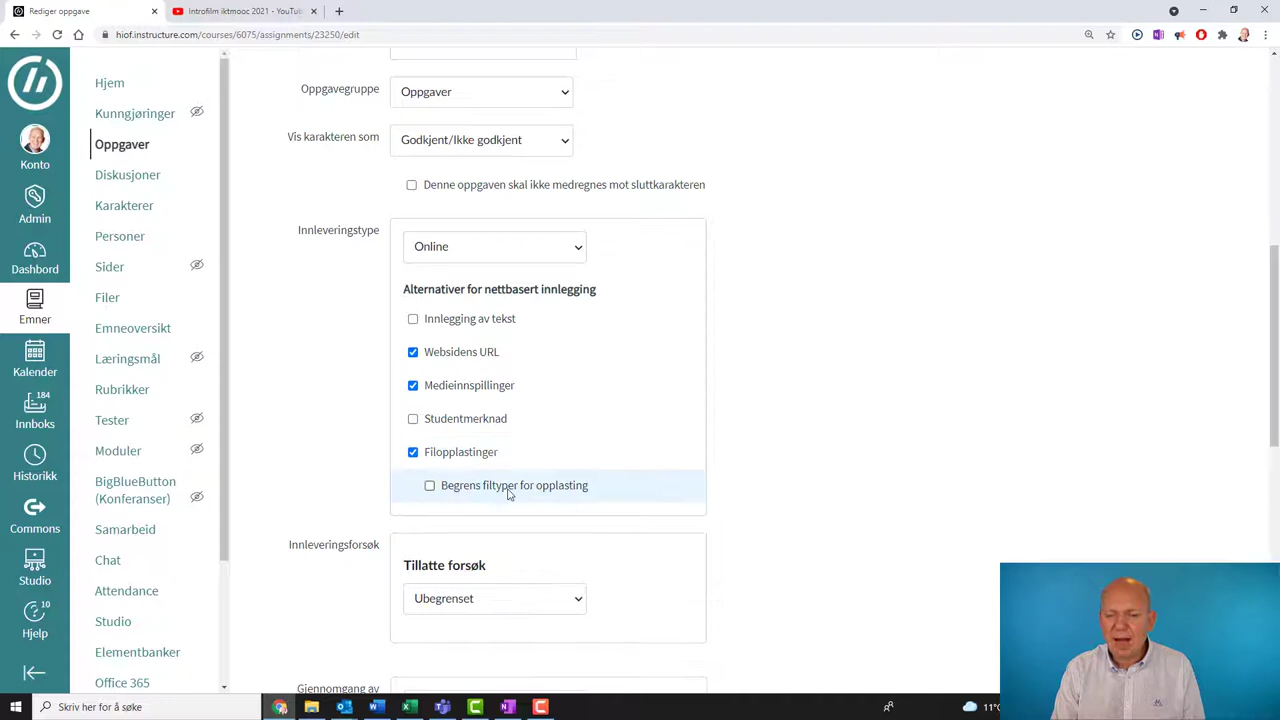 Rediger oppgave
Introfilm iktmooc 2021 - YouTub
hiof.instructure.com/courses/6075/assignments/23250/edit
Konto
Admin
Dashbord
Emner
Kalender
184
Innboks
Historikk
Commons
Studio
10
Hjelp
Hjem
Kunngjøringer
Oppgaver
Diskusjoner
Karakterer
Personer
Sider
Filer
Emneoversikt
Læringsmål
Rubrikker
Tester
Moduler
BigBlueButton
(Konferanser)
Samarbeid
Chat
Attendance
Studio
Elementbanker
Office 365
Oppgavegruppe
Oppgaver
Vis karakteren som
Godkjent/Ikke godkjent
Denne oppgaven skal ikke medregnes mot sluttkarakteren
Innleveringstype
Online
Alternativer for nettbasert innlegging
Innlegging av tekst
Websidens URL
Medieinnspillinger
Studentmerknad
Filopplastinger
Begrens filtyper for opplasting
Innleveringsforsøk
Tillatte forsøk
Ubegrenset
Gjennomgang av
Skriv her for å søke
11°C